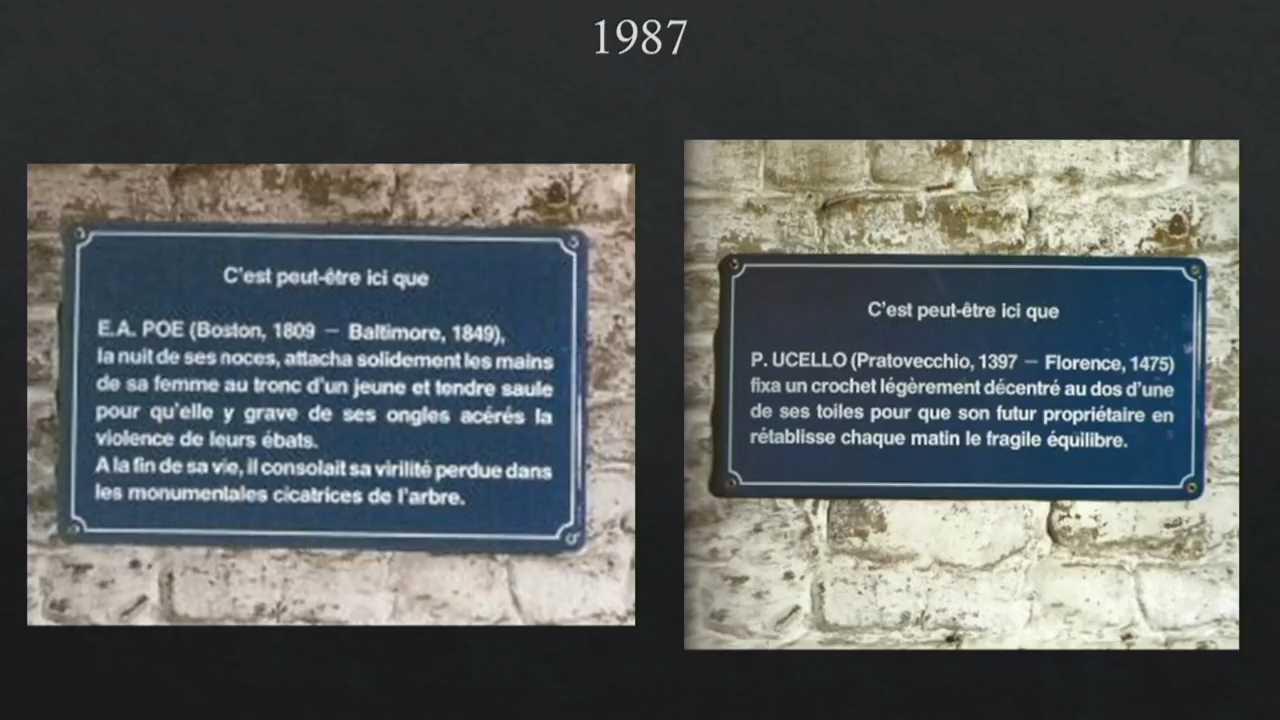 1987
C'est peut-être ici que
E.A. POE (Boston, 1809 — Baltimore, 1849),
la nuit de ses noces, attacha solidement les mains
de sa femme au tronc d'un jeune et tendre saule
pour qu'elle y grave de ses ongles acérés la
violence de leurs ébats.
A la fin de sa vie, il consolait sa virilité perdue dans
les monumentales cicatrices de l'arbre.
C'est peut-être ici que
P. UCELLO (Pratovecchio, 1397 — Florence, 1475)
fixa un crochet légèrement décentré au dos d'une
de ses toiles pour que son futur propriétaire en
rétablisse chaque matin le fragile équilibre.